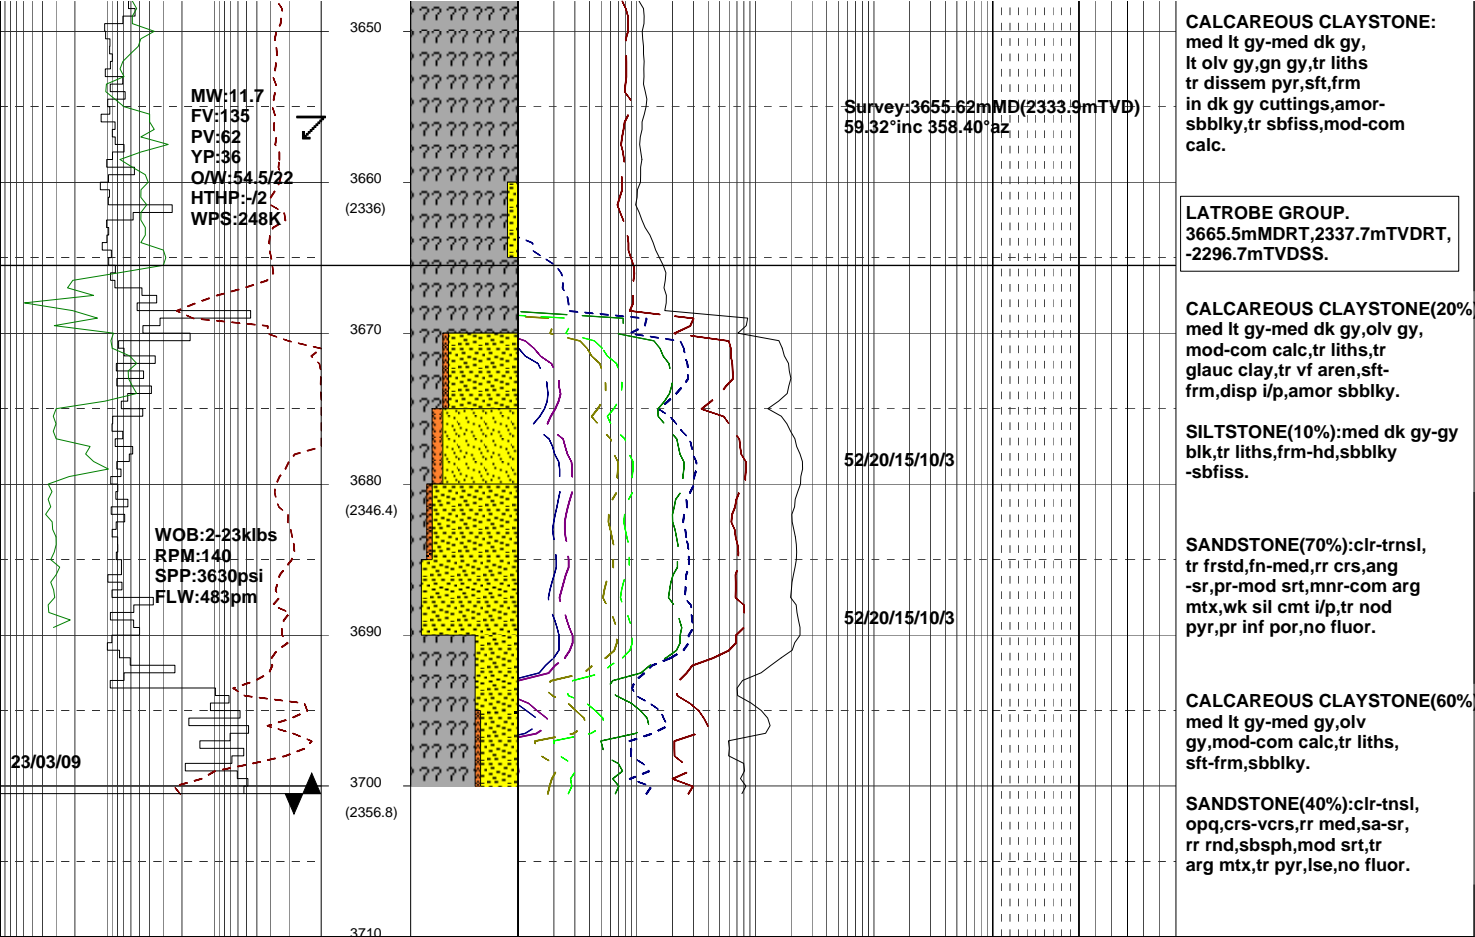 3650
MW:11.7
FV:135
PV:62
YP:36
O/W:54.5/22
HTHP:-/2
WPS:248K
3660
(2336)
3670
3680
(2346.4)
WOB:2-23klbs
RPM:140
SPP:3630psi
FLW:483pm
3690
23/03/09
3700
(2356.8)
3710
Survey:3655.62mMD(2333.9mTVD)
59.32°inc 358.40°az
52/20/15/10/3
52/20/15/10/3
CALCAREOUS CLAYSTONE:
med lt gy-med dk gy,
lt olv gy,gn gy,tr liths
tr dissem pyr,sft,frm
in dk gy cuttings,amor-
sbblky,tr sbfiss,mod-com
calc.
LATROBE GROUP.
3665.5mMDRT,2337.7mTVDRT,
-2296.7mTVDSS.
CALCAREOUS CLAYSTONE(20%)
med lt gy-med dk gy,olv gy,
mod-com calc,tr liths,tr
glauc clay,tr vf aren,sft-
frm,disp i/p,amor sbblky.
SILTSTONE(10%):med dk gy-gy
blk,tr liths,frm-hd,sbblky
-sbfiss.
SANDSTONE(70%):clr-trnsl,
tr frstd,fn-med,rr crs,ang
-sr,pr-mod srt,mnr-com arg
mtx,wk sil cmt i/p,tr nod
pyr,pr inf por,no fluor.
CALCAREOUS CLAYSTONE(60%)
med lt gy-med gy,olv
gy,mod-com calc,tr liths,
sft-frm,sbblky.
SANDSTONE(40%):clr-tnsl,
opq,crs-vcrs,rr med,sa-sr,
rr rnd,sbsph,mod srt,tr
arg mtx,tr pyr,lse,no fluor.